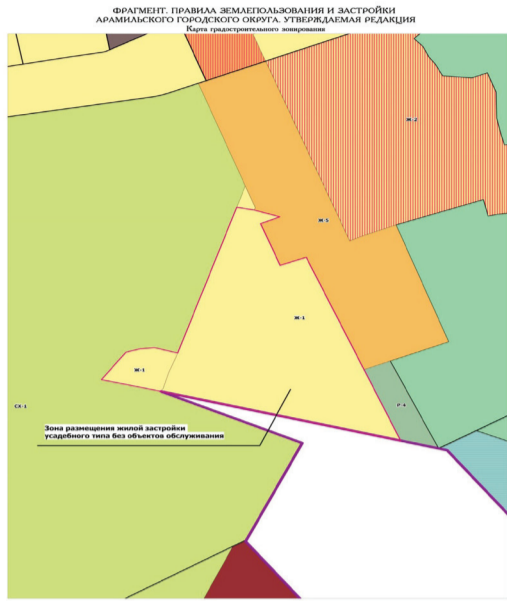 ФРАГМЕНТ. ПРАВИЛА ЗЕМЛЕПОЛЬЗОВАНИЯ И ЗАСТРОЙКИ
АРАМИЛЬСКОГО ГОРОДСКОГО ОКРУГА. УТВЕРЖДАЕМАЯ РЕДАКЦИЯ
Карта градостроительного зонирования
Ж-2
Ж-5
Ж-1
Ж-1
СХ-1
Р-4
Зона размещения жилой застройки
усадебного типа без объектов обслуживания